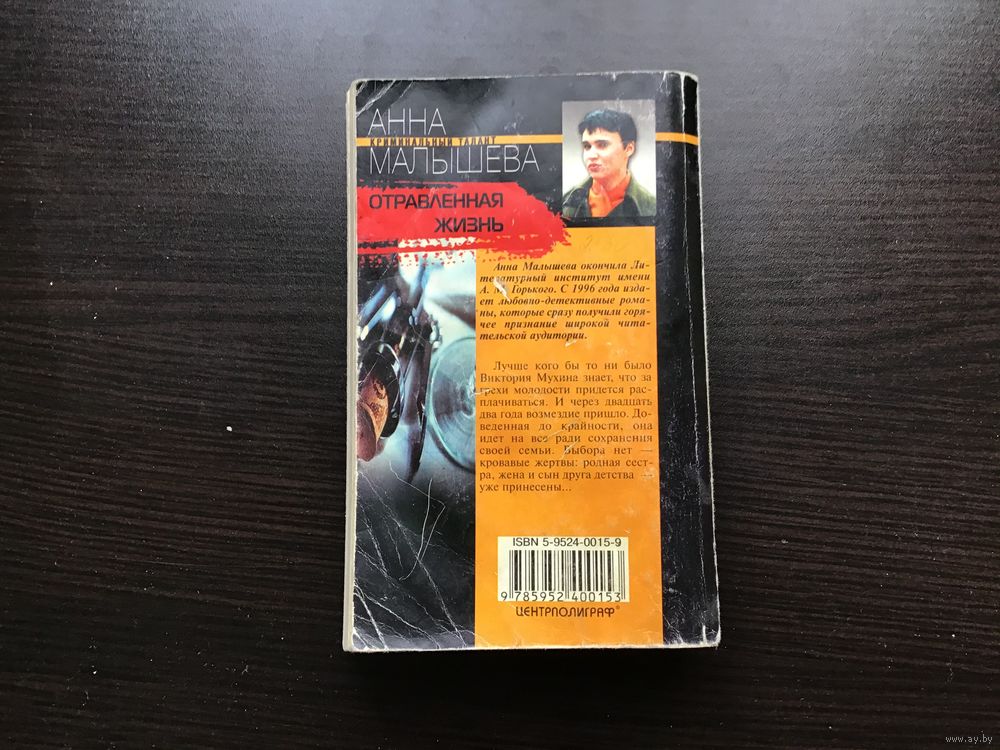 АННА
КРИМИНАЛЬНЫЙ ТАЛАНТ
МАЛЫШЕВА
ОТРАВЛЕННАЯ
ЖИЗНЬ
Анна Малышева окончила Ли-
тературный институт имени
А. М. Горького. С 1996 года изда-
ет любовно-детективные рома-
ны, которые сразу получили горя-
чее признание широкой чита-
тельской аудитории.
Лучше кого бы то ни было
Виктория Мухина знает, что за
грехи молодости придется рас-
плачиваться. И через двадцать
два года возмездие пришло. До-
веденная до крайности, она
идет на все ради сохранения
своей семьи. Выбора нет —
кровавые жертвы: родная сест-
ра, жена и сын друга детства —
уже принесены...
ISBN 5-9524-0015-9
9 785952 400153
ЦЕНТРПОЛИГРАФ®
www.ay.by